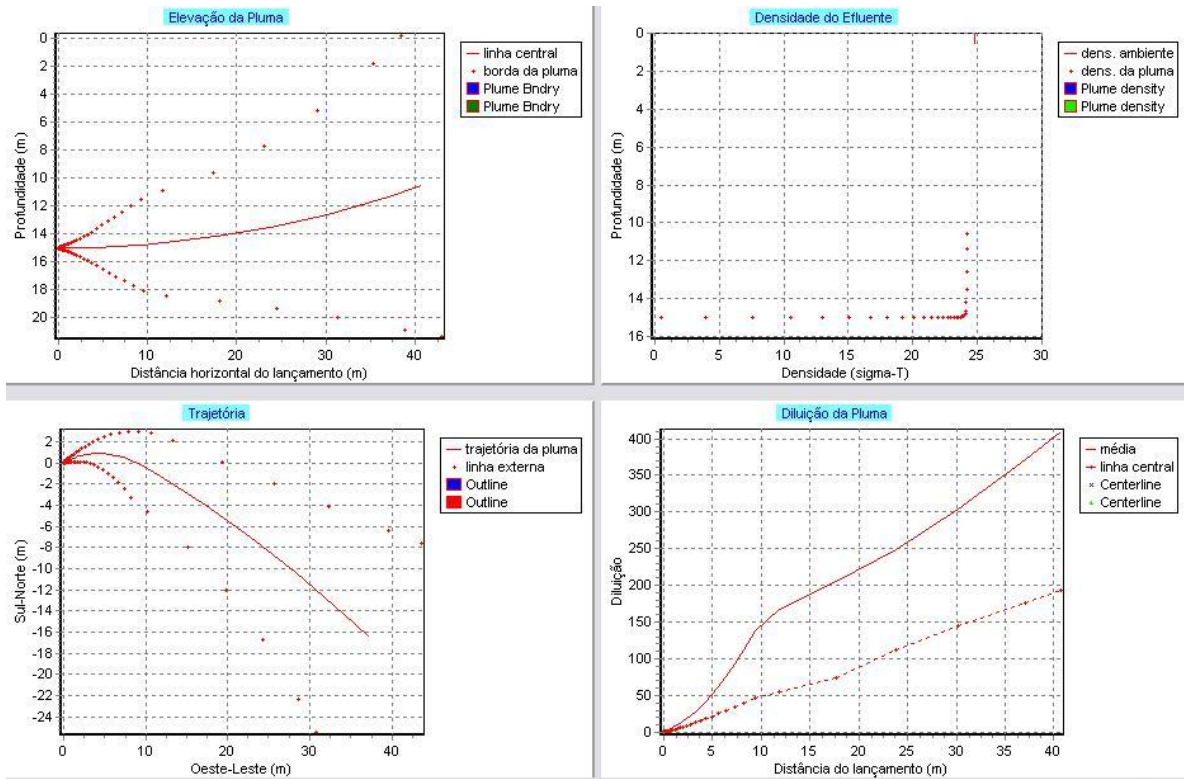 Elevação da Pluma
0
2
4
6
8
10
12
14
16
18
20
Profundidade (m)
0
10
20
30
40
Distância horizontal do lançamento (m)
linha central
borda da pluma
Plume Bndry
Plume Bndry
Densidade do Efluente
0
2
4
6
8
10
12
14
16
Profundidade (m)
0
5
10
15
20
25
30
Densidade (sigma-T)
dens. ambiente
dens. da pluma
Plume density
Plume density
Trajetória
2
0
-2
-4
-6
-8
-10
-12
-14
-16
-18
-20
-22
-24
Sul-Norte (m)
0
10
20
30
40
Oeste-Leste (m)
trajetória da pluma
linha externa
Outline
Outline
Diluição da Pluma
400
350
300
250
200
150
100
50
0
Diluição
0
5
10
15
20
25
30
35
40
Distância do lançamento (m)
média
linha central
Centerline
Centerline